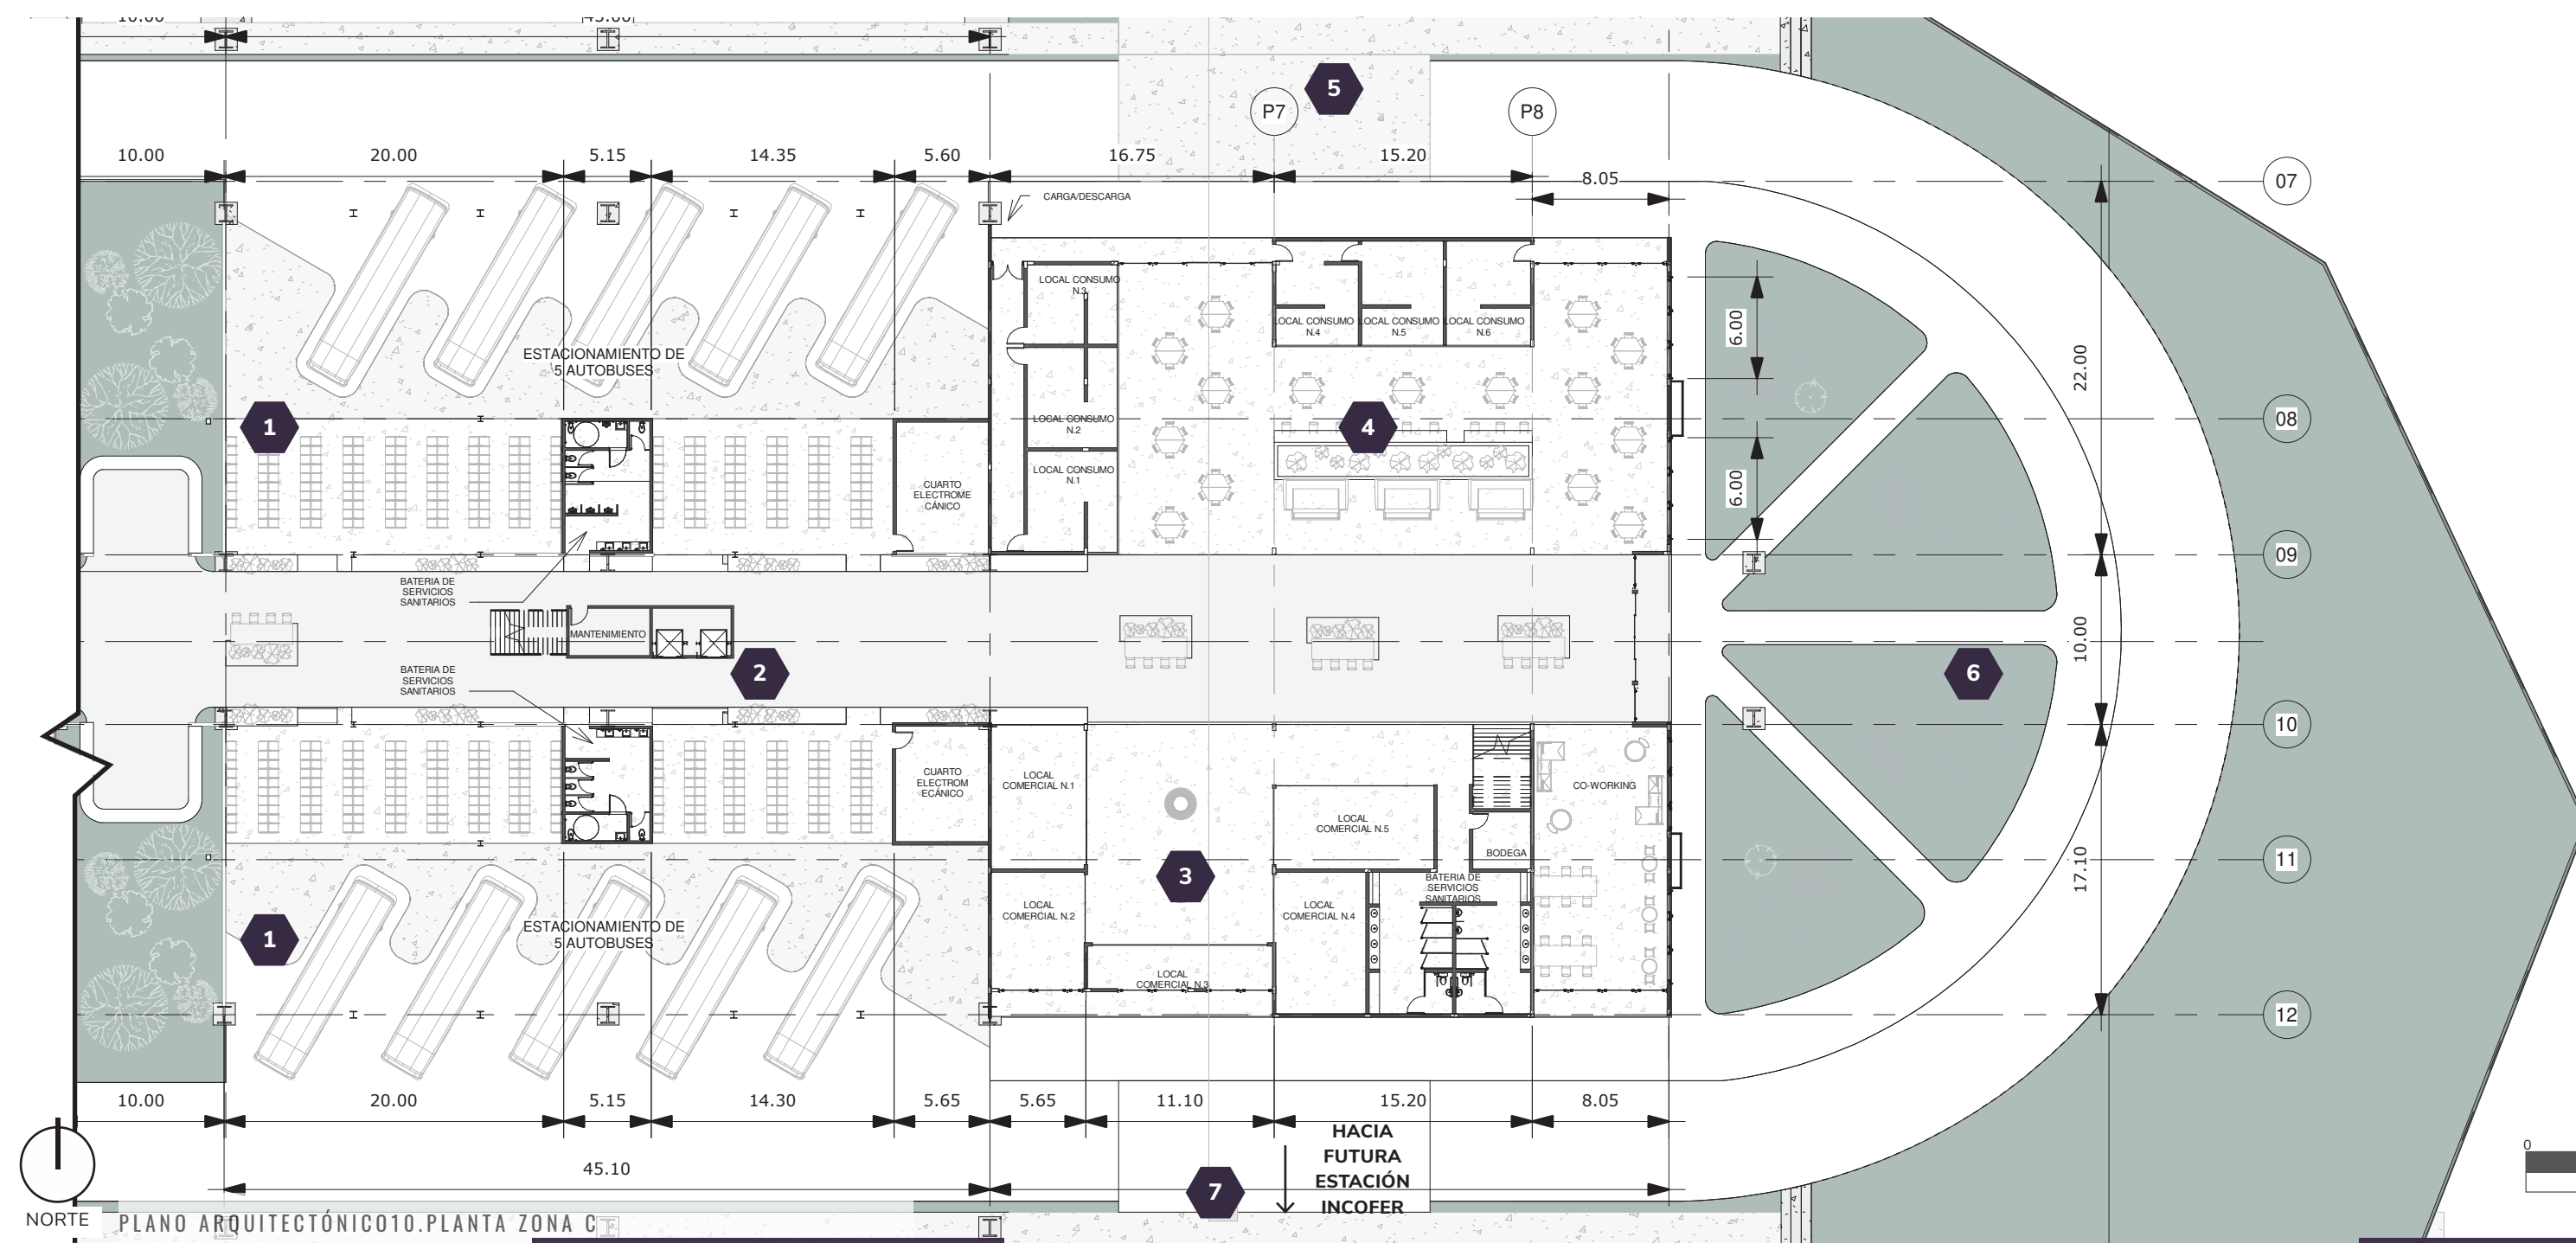 45.00
5
P7
P8
10.00
20.00
5.15
14.35
5.60
16.75
15.20
8.05
07
CARGA/DESCARGA
LOCAL CONSUMO
N.3
LOCAL CONSUMO
N.4
LOCAL CONSUMO
N.5
LOCAL CONSUMO
N.6
6.00
22.00
ESTACIONAMIENTO DE
5 AUTOBUSES
1
4
08
LOCAL CONSUMO
N.2
LOCAL CONSUMO
N.1
CUARTO
ELECTROME
CÁNICO
6.00
09
BATERIA DE
SERVICIOS
SANITARIOS
MANTENIMIENTO
10.00
BATERIA DE
SERVICIOS
SANITARIOS
2
6
10
CUARTO
ELECTROM
ECÁNICO
LOCAL
COMERCIAL N.1
CO-WORKING
LOCAL
COMERCIAL N.5
BODEGA
11
17.10
3
BATERIA DE
SERVICIOS
SANITARIOS
LOCAL
COMERCIAL N.2
LOCAL
COMERCIAL N.4
1
ESTACIONAMIENTO DE
5 AUTOBUSES
LOCAL
COMERCIAL N.3
12
10.00
20.00
5.15
14.30
5.65
5.65
11.10
15.20
8.05
HACIA
FUTURA
ESTACIÓN
INCOFER
7
45.10
0
NORTE
PLANO ARQUITECTÓNICO10.PLANTA ZONA C